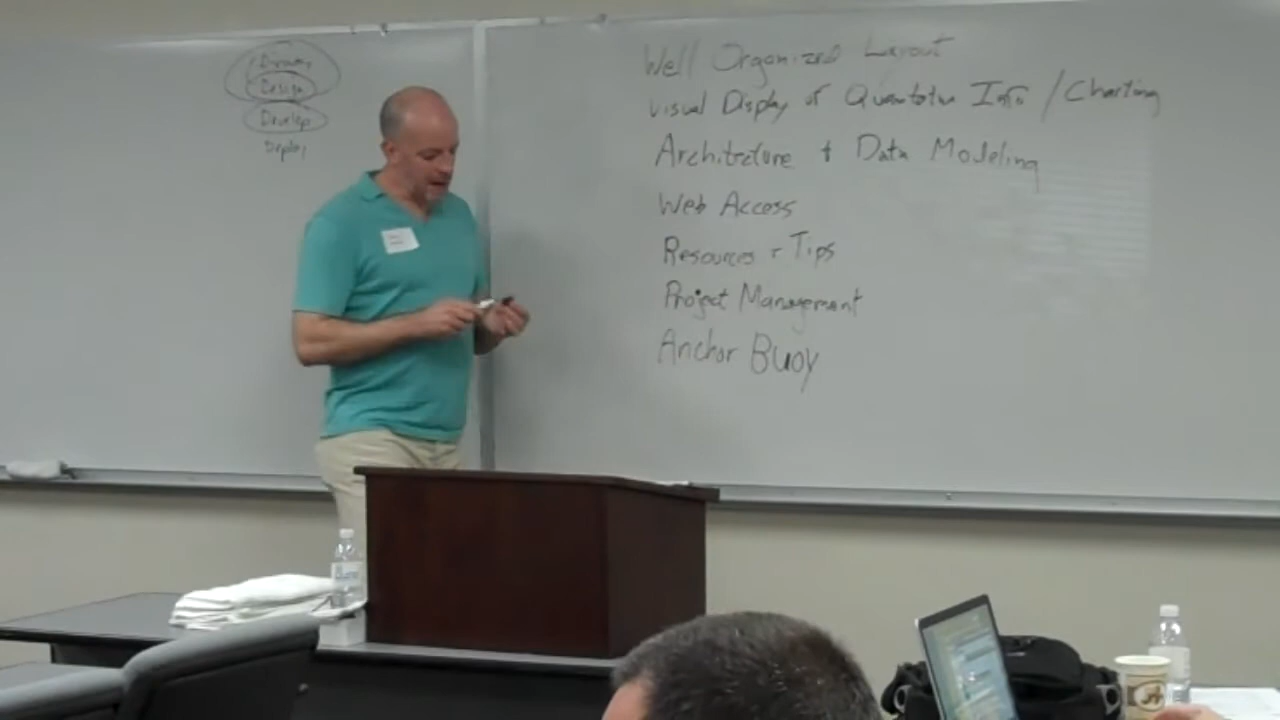 Design
Develop
Deploy
Well Organized Layout
Visual Display of Quantitative Info / Charting
Architecture + Data Modeling
Web Access
Resources + Tips
Project Management
Anchor Buoy